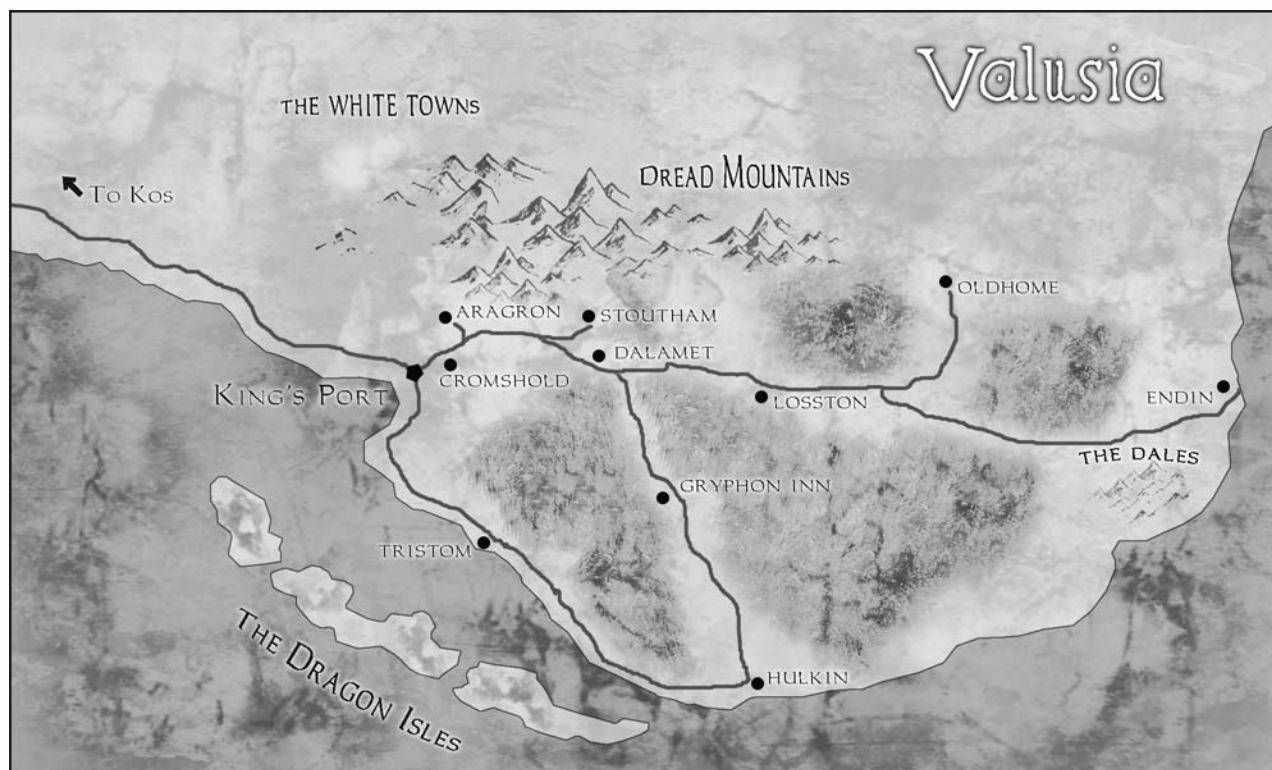 Valusia
THE WHITE TOWNS
DREAD MOUNTAINS
TO KOS
OLDHOME
ARAGRON
STOUTHAM
DALAMET
CROMSHOLD
KING'S PORT
LOSSTON
ENDIN
THE DALES
GRYPHON INN
TRISTOM
THE DRAGON ISLES
HULKIN